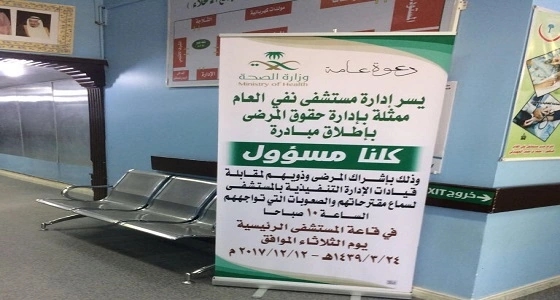 دعوة عامة
وزارة الصحة
Ministry of Health
يسر إدارة مستشفى نفي العام
ممثلة بإدارة حقوق المرضى
بإطلاق مبادرة
كلنا مسؤول
وذلك بإشراك المرضى وذويهم لمقابلة
قيادات الإدارة التنفيذية بالمستشفى
لسماع مقترحاتهم والصعوبات التي تواجههم
الساعة ١٠ صباحا
في قاعة المستشفى الرئيسية
يوم الثلاثاء الموافق
١٤٣٩/٣/٢٤هـ - ٢٠١٧/١٢/١٢ م
EXIT خروج